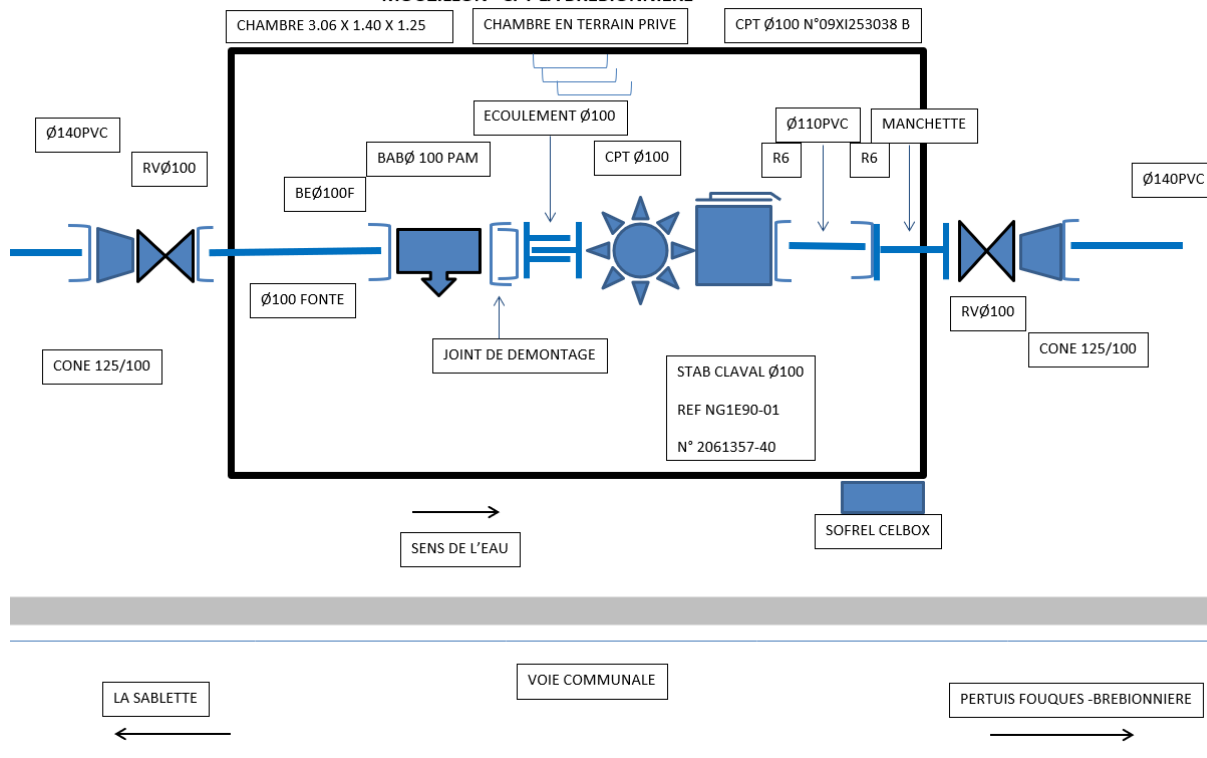 CHAMBRE 3.06 X 1.40 X 1.25
CHAMBRE EN TERRAIN PRIVE
CPT Ø100 N°09XI253038 B
ECOULEMENT Ø100
Ø110PVC
MANCHETTE
Ø140PVC
RVØ100
BABØ 100 PAM
CPT Ø100
R6
R6
Ø140PVC
BEØ100F
Ø100 FONTE
RVØ100
JOINT DE DEMONTAGE
CONE 125/100
CONE 125/100
STAB CLAVAL Ø100
REF NG1E90-01
N° 2061357-40
SOFREL CELBOX
SENS DE L’EAU
VOIE COMMUNALE
LA SABLETTE
PERTUIS FOUQUES -BREBIONNIERE